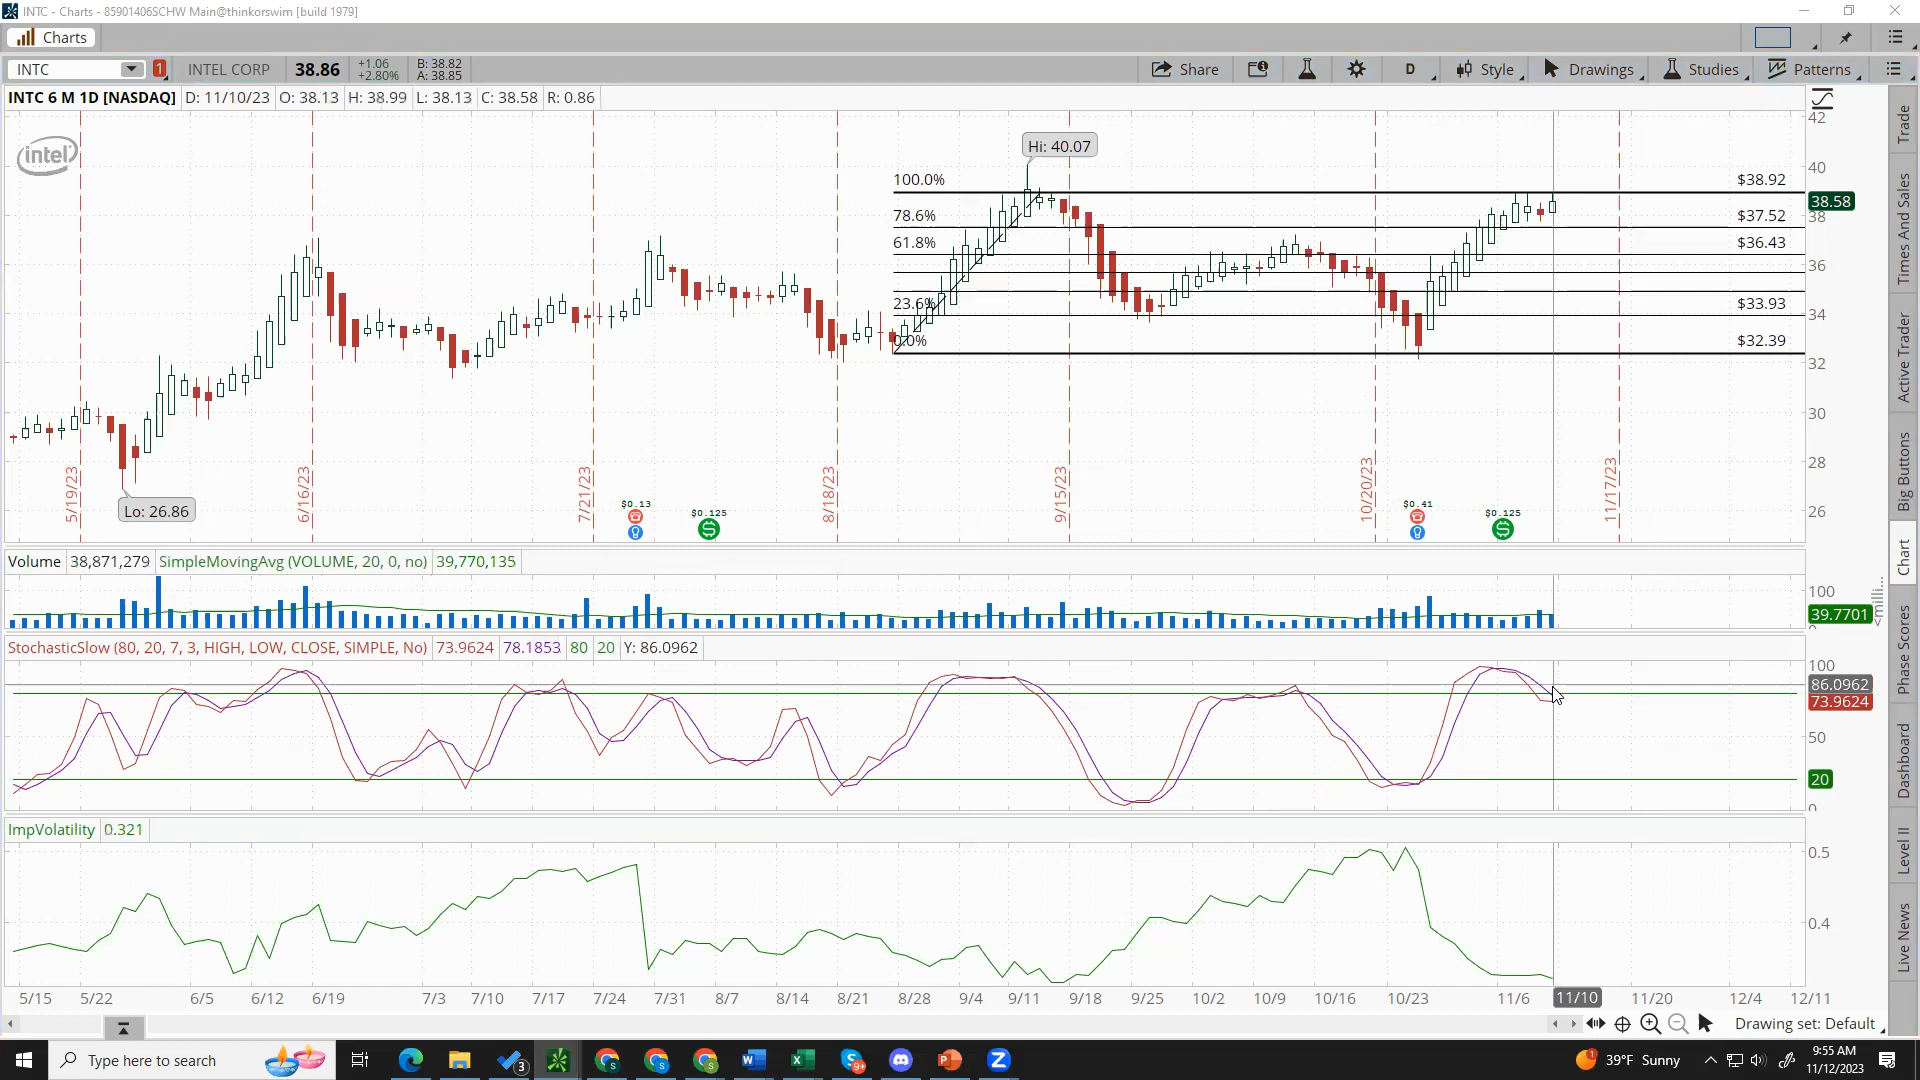 INTC - Charts - 85901406SCHW Main@thinkorswim [build 1979]
Charts
INTC 1 INTEL CORP 38.86 +1.06 +2.80% B: 38.82 A: 38.85 Share D Style Drawings Studies Patterns
INTC 6 M 1D [NASDAQ] D: 11/10/23 O: 38.13 H: 38.99 L: 38.13 C: 38.58 R: 0.86
intel
Hi: 40.07
Lo: 26.86
100.0% $38.92
78.6% $37.52
61.8% $36.43
23.6% $33.93
0.0% $32.39
42
40
38.58
38
36
34
32
30
28
26
5/19/23
6/16/23
7/21/23
8/18/23
9/15/23
10/20/23
11/17/23
$0.13
$0.125
$0.41
$0.125
Volume 38,871,279 SimpleMovingAvg (VOLUME, 20, 0, no) 39,770,135
100
39.7701
<milli...
StochasticSlow (80, 20, 7, 3, HIGH, LOW, CLOSE, SIMPLE, No) 73.9624 78.1853 80 20 Y: 86.0962
100
86.0962
73.9624
50
20
0
ImpVolatility 0.321
0.5
0.4
5/15 5/22 6/5 6/12 6/19 7/3 7/10 7/17 7/24 7/31 8/7 8/14 8/21 8/28 9/4 9/11 9/18 9/25 10/2 10/9 10/16 10/23 11/6 11/10 11/20 12/4 12/11
Drawing set: Default
Trade
Times And Sales
Active Trader
Big Buttons
Chart
Phase Scores
Dashboard
Level II
Live News
Type here to search
3
9+
1
39°F Sunny
9:55 AM
11/12/2023